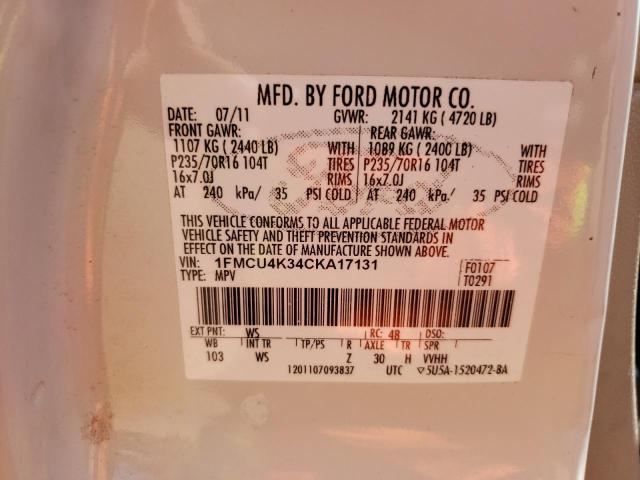 MFD. BY FORD MOTOR CO.
DATE: 07/11 GVWR: 2141 KG ( 4720 LB)
FRONT GAWR: REAR GAWR:
1107 KG ( 2440 LB) WITH 1089 KG ( 2400 LB) WITH
P235/70R16 104T TIRES P235/70R16 104T TIRES
16x7.0J RIMS 16x7.0J RIMS
AT 240 kPa/ 35 PSI COLD AT 240 kPa/ 35 PSI COLD
THIS VEHICLE CONFORMS TO ALL APPLICABLE FEDERAL MOTOR
VEHICLE SAFETY AND THEFT PREVENTION STANDARDS IN
EFFECT ON THE DATE OF MANUFACTURE SHOWN ABOVE.
VIN: 1FMCU4K34CKA17131 F0107
TYPE: MPV T0291
EXT PNT: WS RC: 48 DSO:
WB INT TR TP/PS R AXLE TR SPR
103 WS Z 30 H VVHH
1201107093837 UTC ▽5U5A-1520472-BA